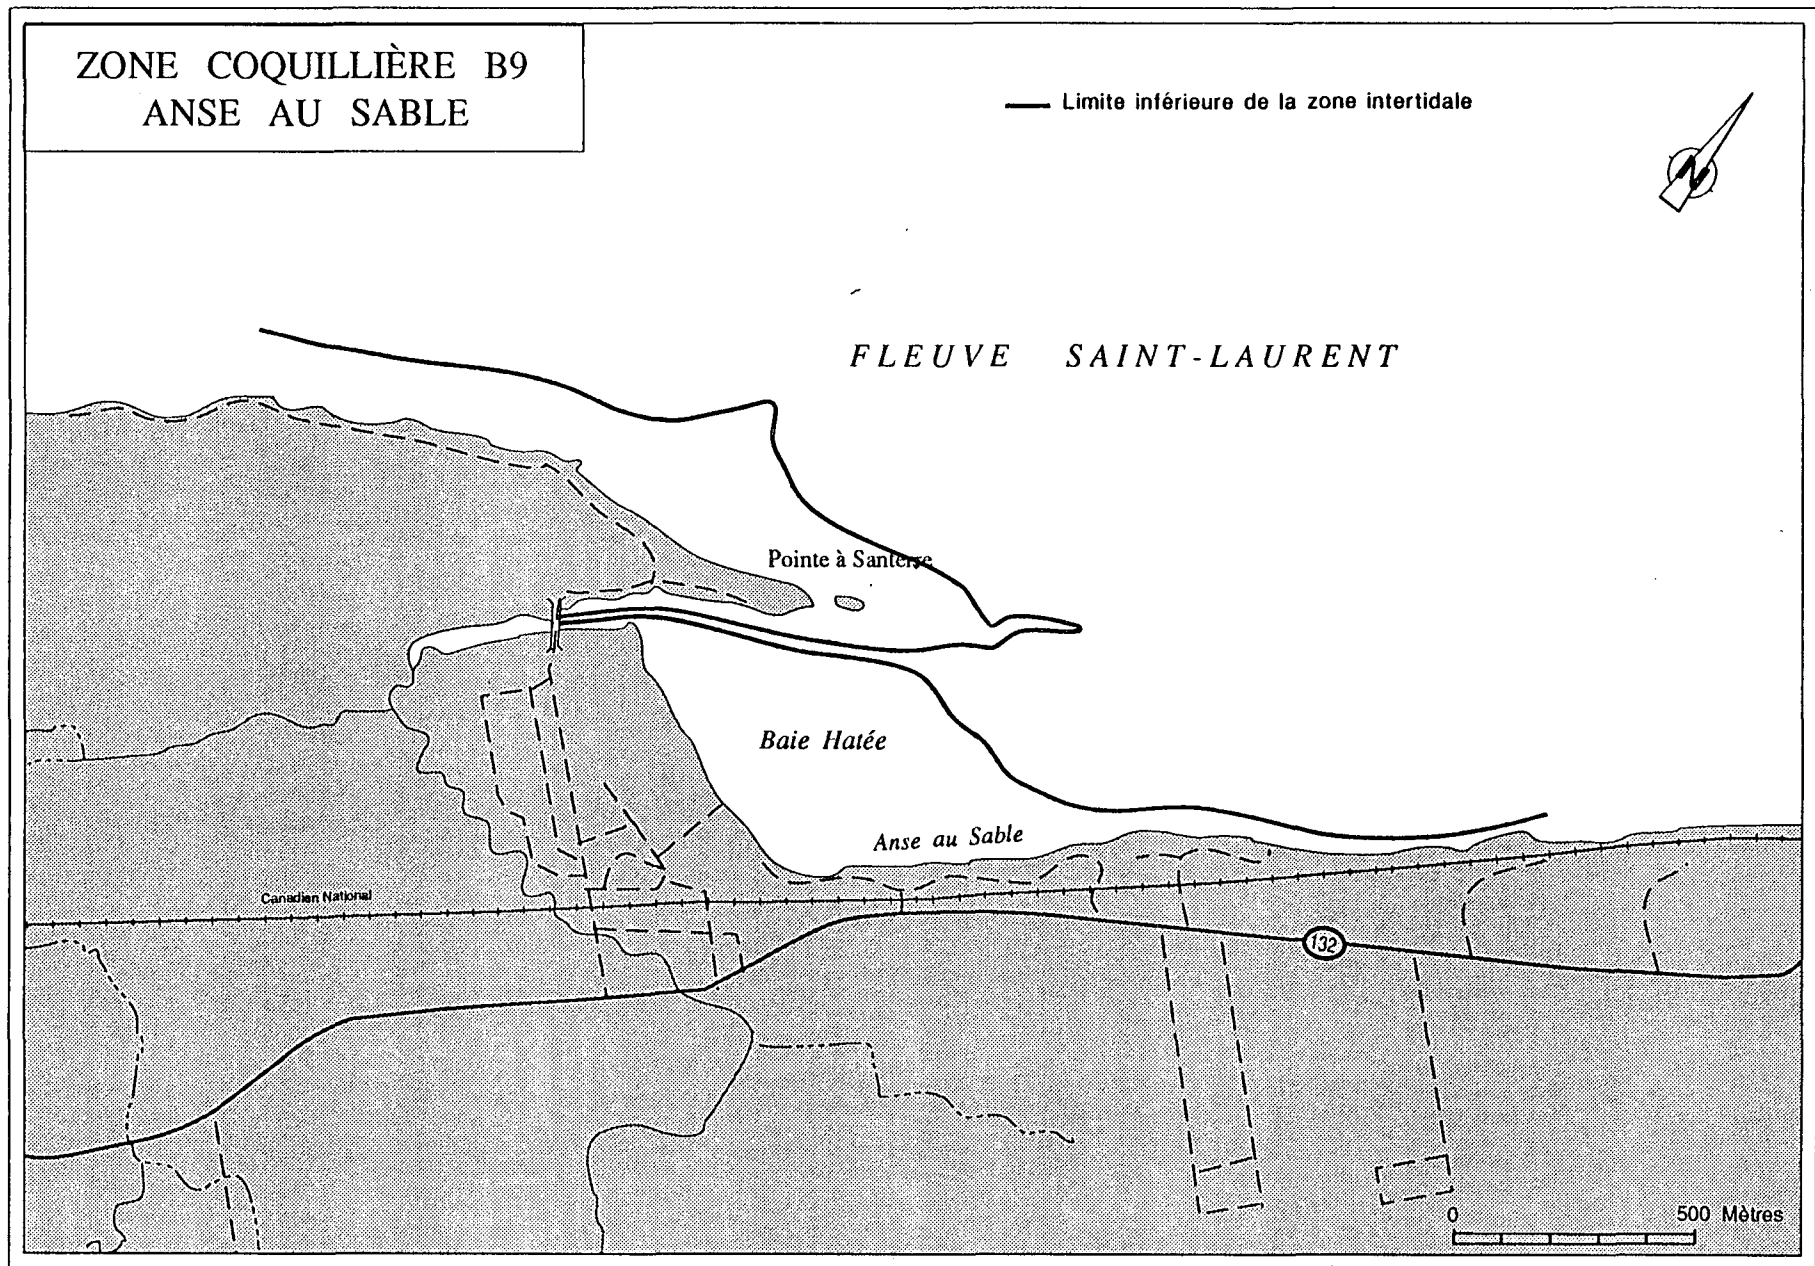 ZONE COQUILLIÈRE B9
ANSE AU SABLE
Limite inférieure de la zone intertidale
N
FLEUVE SAINT-LAURENT
Pointe à Santerre
Baie Hatée
Anse au Sable
Canadien National
132
0 500 Mètres